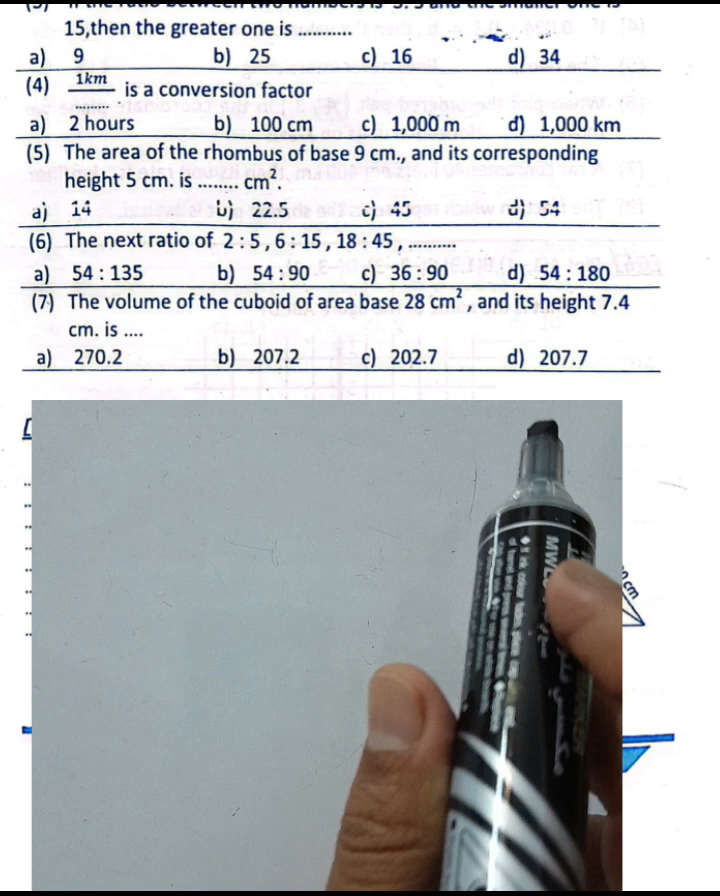 15,then the greater one is ...........
a) 9 b) 25 c) 16 d) 34
(4) 1km/........ is a conversion factor
a) 2 hours b) 100 cm c) 1,000 m d) 1,000 km
(5) The area of the rhombus of base 9 cm., and its corresponding
height 5 cm. is ........ cm².
a) 14 b) 22.5 c) 45 d) 54
(6) The next ratio of 2 : 5 , 6 : 15 , 18 : 45 , ..........
a) 54 : 135 b) 54 : 90 c) 36 : 90 d) 54 : 180
(7) The volume of the cuboid of area base 28 cm² , and its height 7.4
cm. is ....
a) 270.2 b) 207.2 c) 202.7 d) 207.7
cm